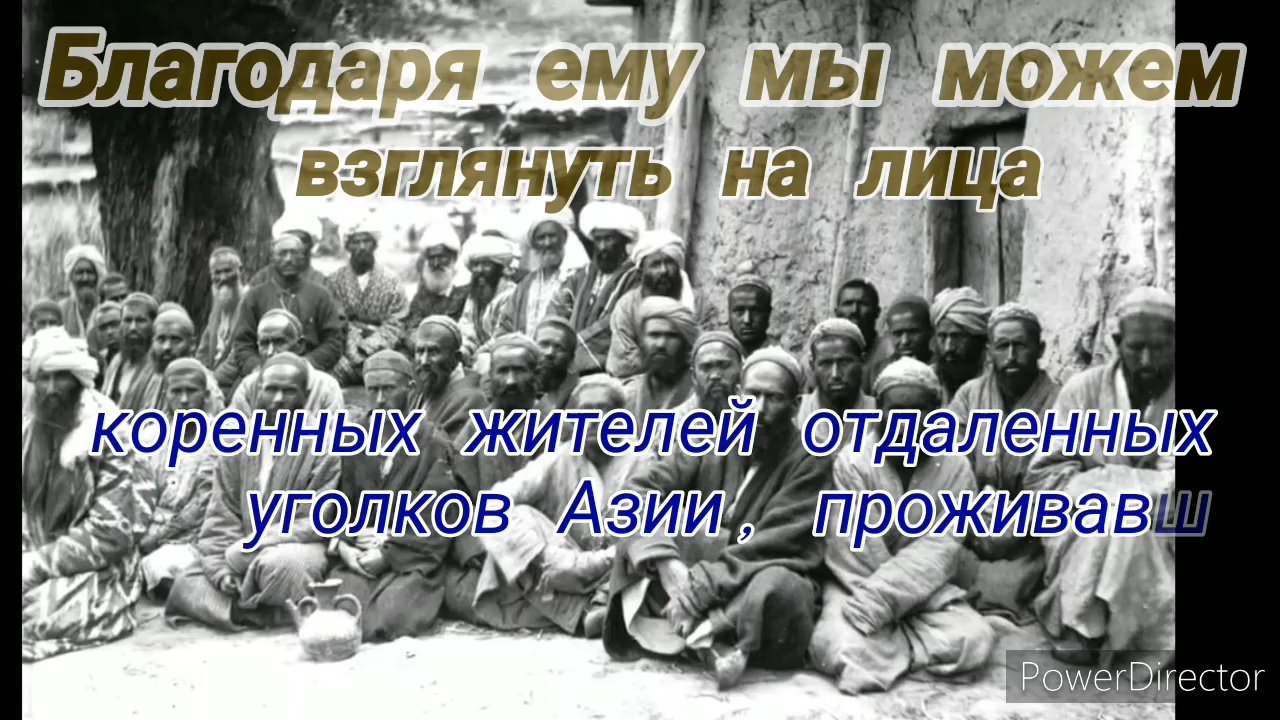 Благодаря ему мы можем
взглянуть на лица
коренных жителей отдаленных
уголков Азии, проживавш
PowerDirector